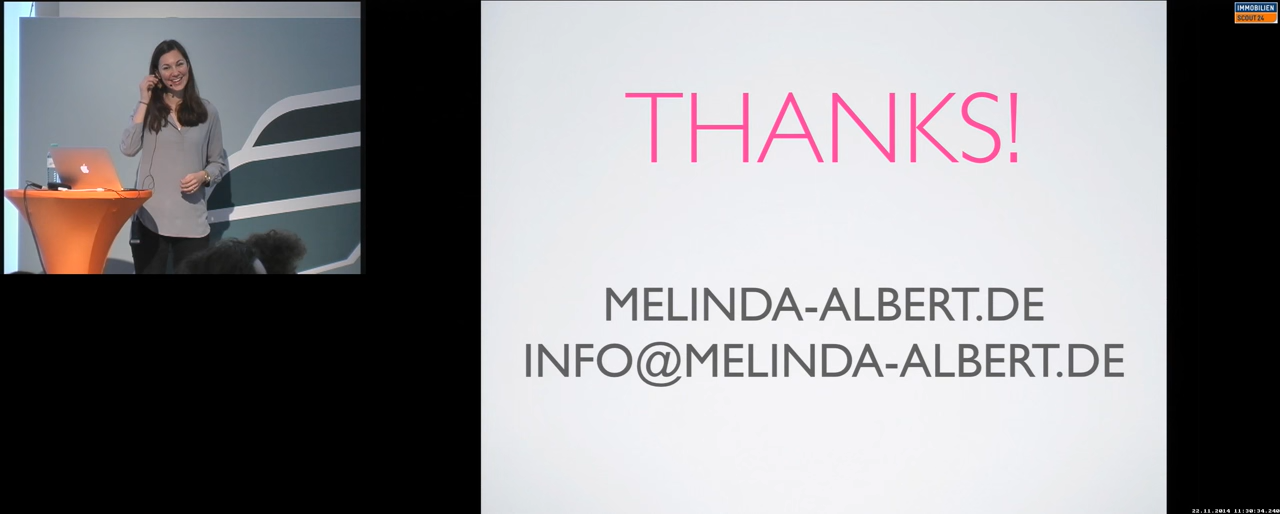 THANKS!
MELINDA-ALBERT.DE
INFO@MELINDA-ALBERT.DE
IMMOBILIEN
SCOUT24
22.11.2014 11:30:34.240